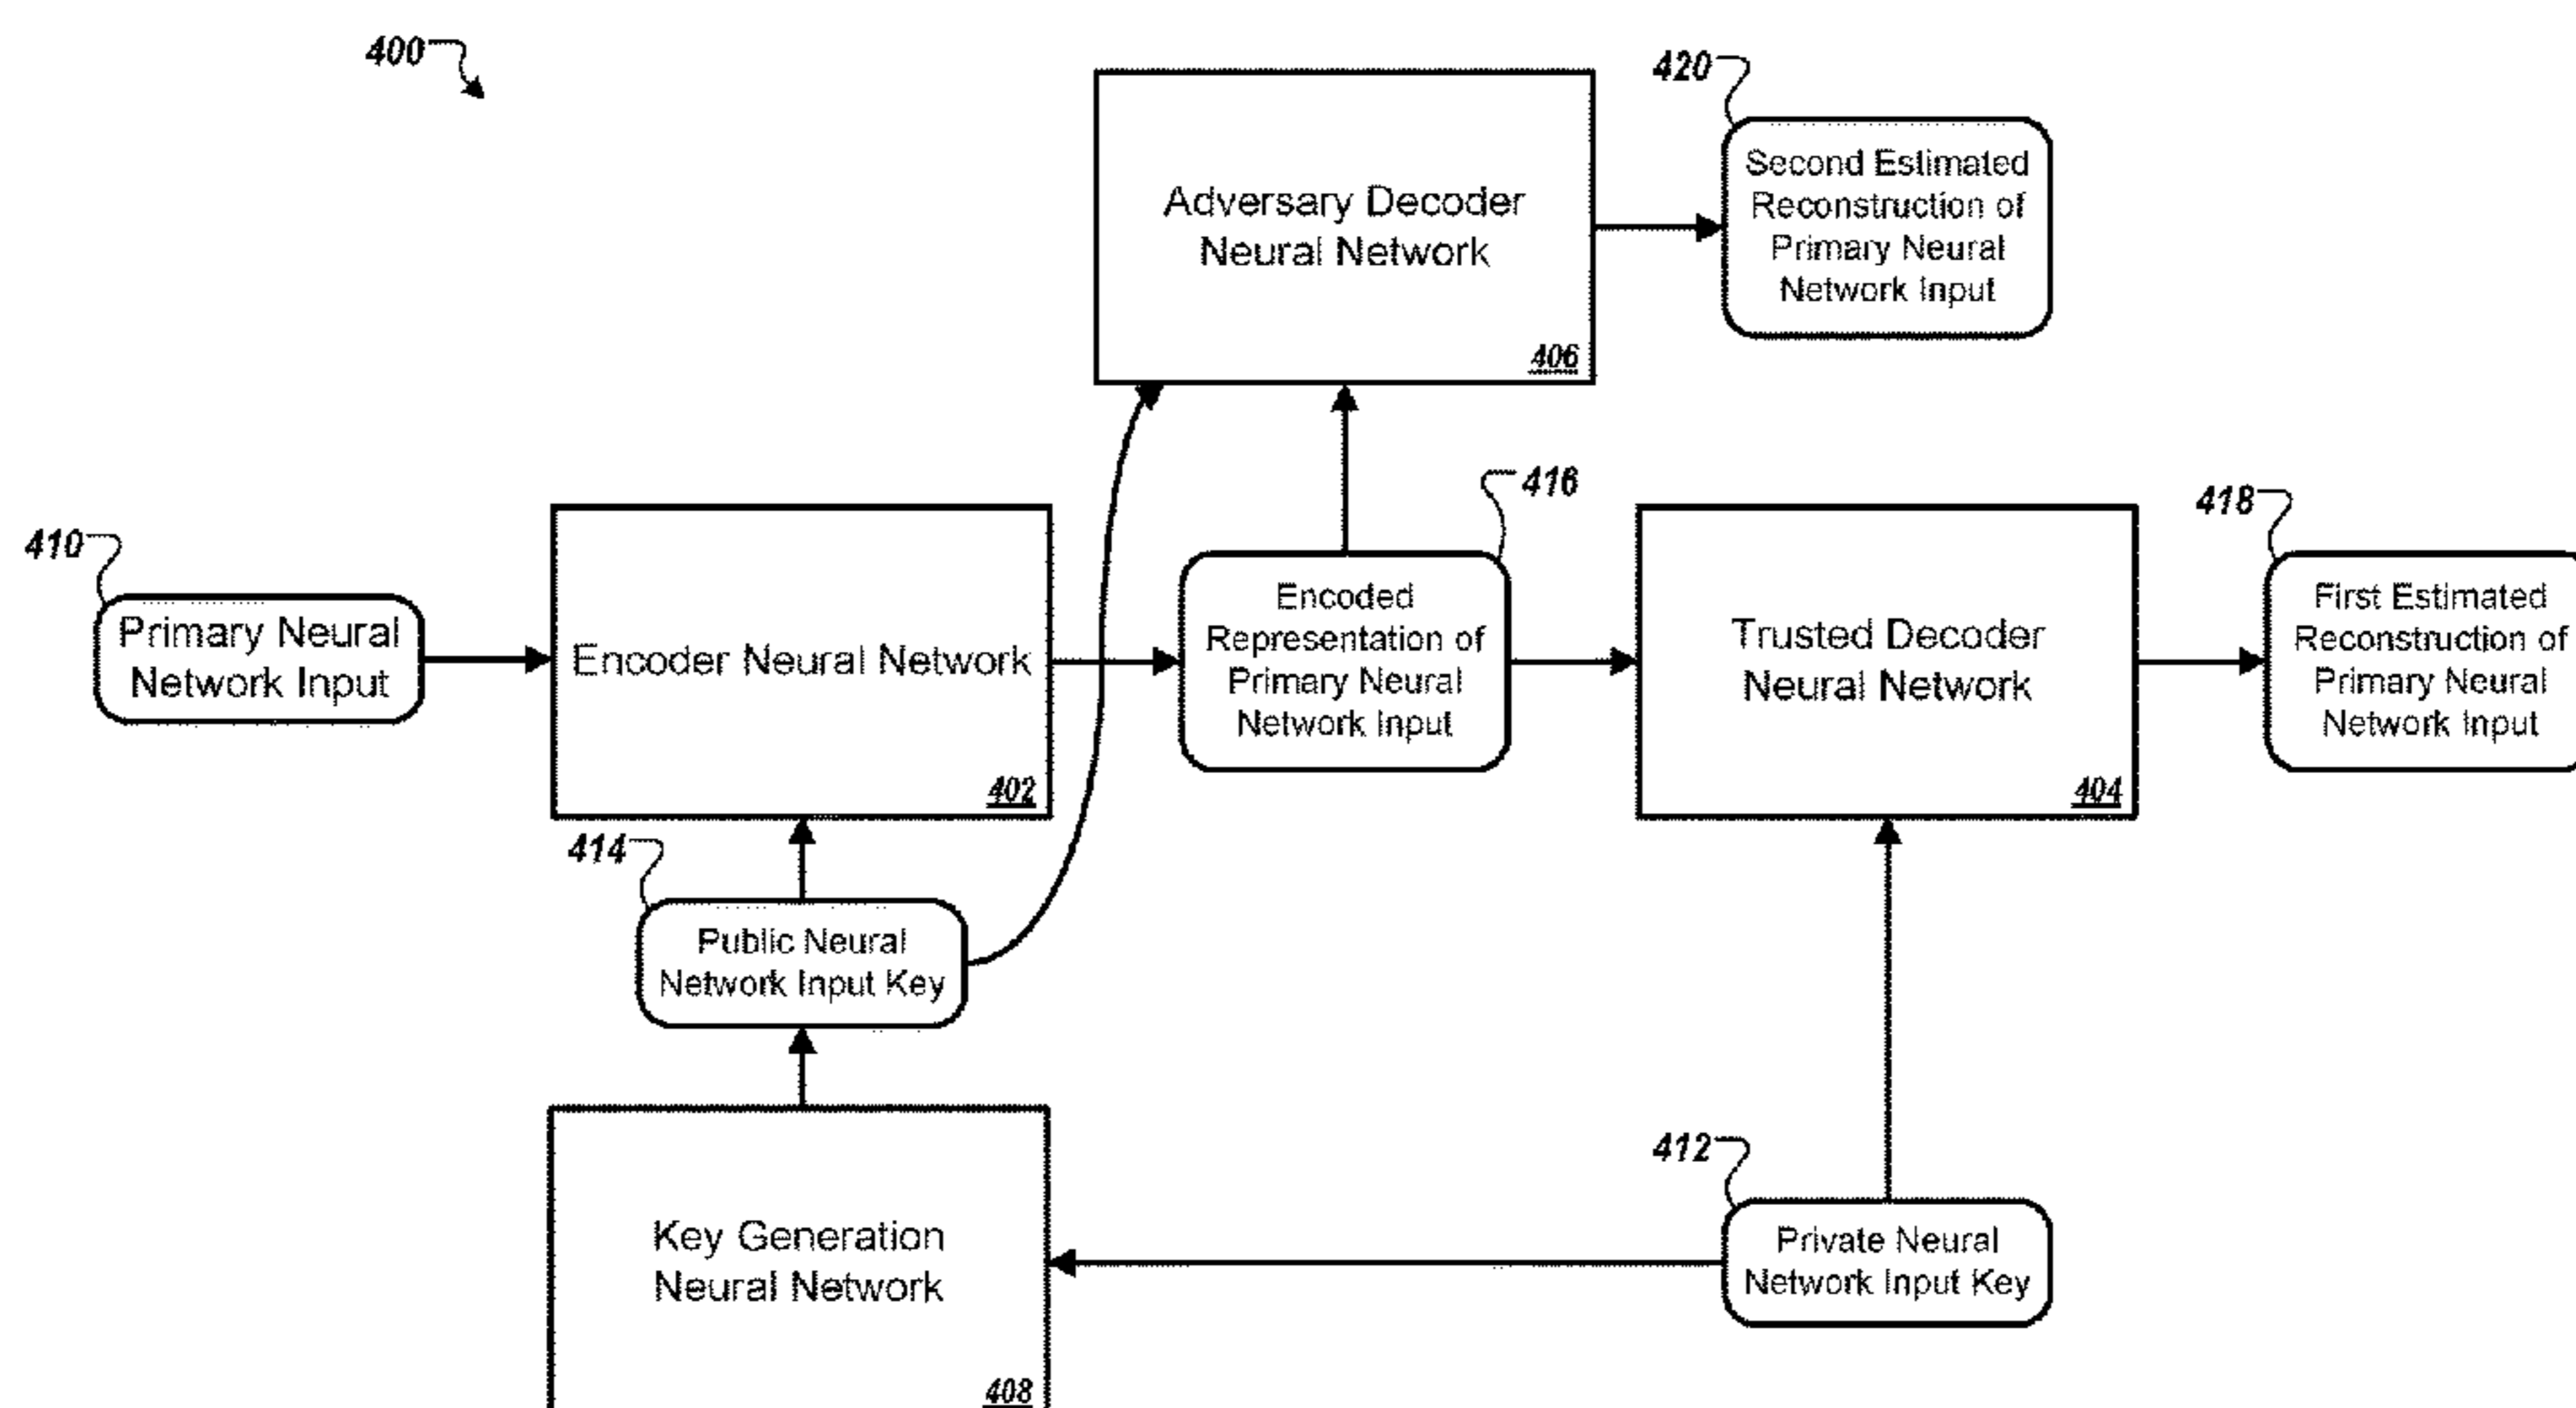 400
420
Adversary Decoder
Neural Network
406
Second Estimated
Reconstruction of
Primary Neural
Network Input
410
Primary Neural
Network Input
Encoder Neural Network
402
416
Encoded
Representation of
Primary Neural
Network Input
Trusted Decoder
Neural Network
404
418
First Estimated
Reconstruction of
Primary Neural
Network Input
414
Public Neural
Network Input Key
Key Generation
Neural Network
408
412
Private Neural
Network Input Key